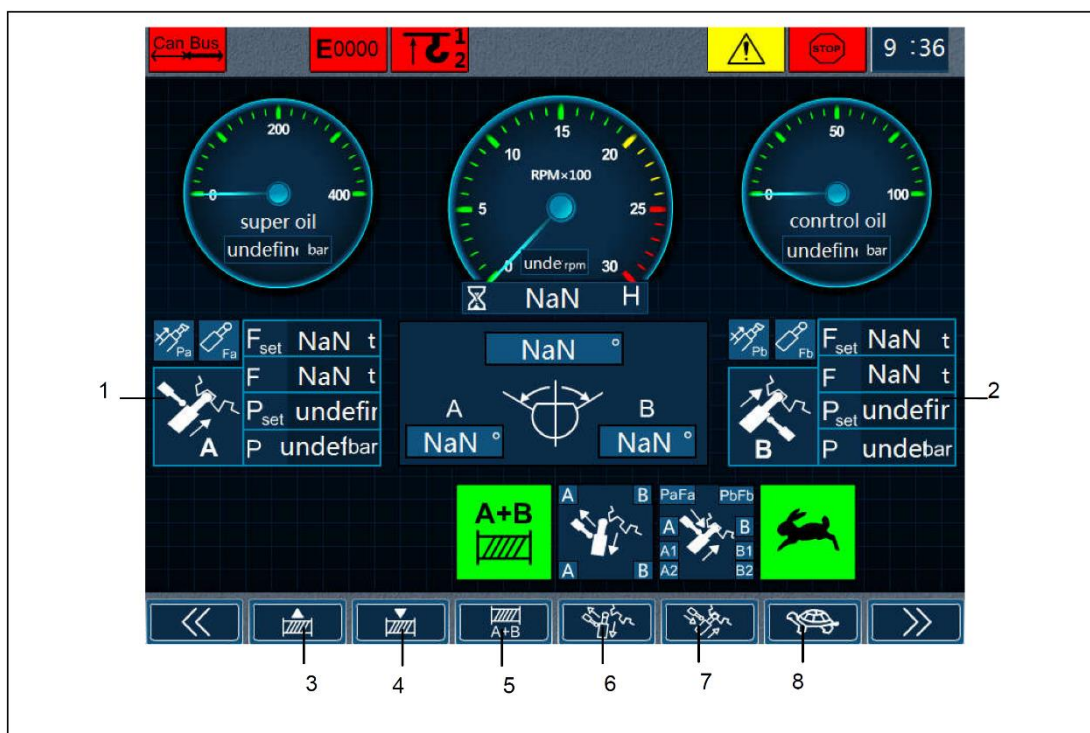 Can Bus
E0000
1
2
STOP
9 :36
200
0
400
super oil
undefin
bar
15
10
20
RPM×100
5
25
0
30
unde
rpm
NaN H
50
0
100
conrtrol oil
undefin
bar
Pa
Fa
Fset NaN t
F NaN t
Pset undefir
P undefbar
A
1
NaN °
A
B
NaN °
NaN °
Pb
Fb
Fset NaN t
F NaN t
Pset undefir
P undebar
B
2
A+B
A B
A B
PaFa PbFb
A B
A1 B1
A2 B2
A+B
3
4
5
6
7
8